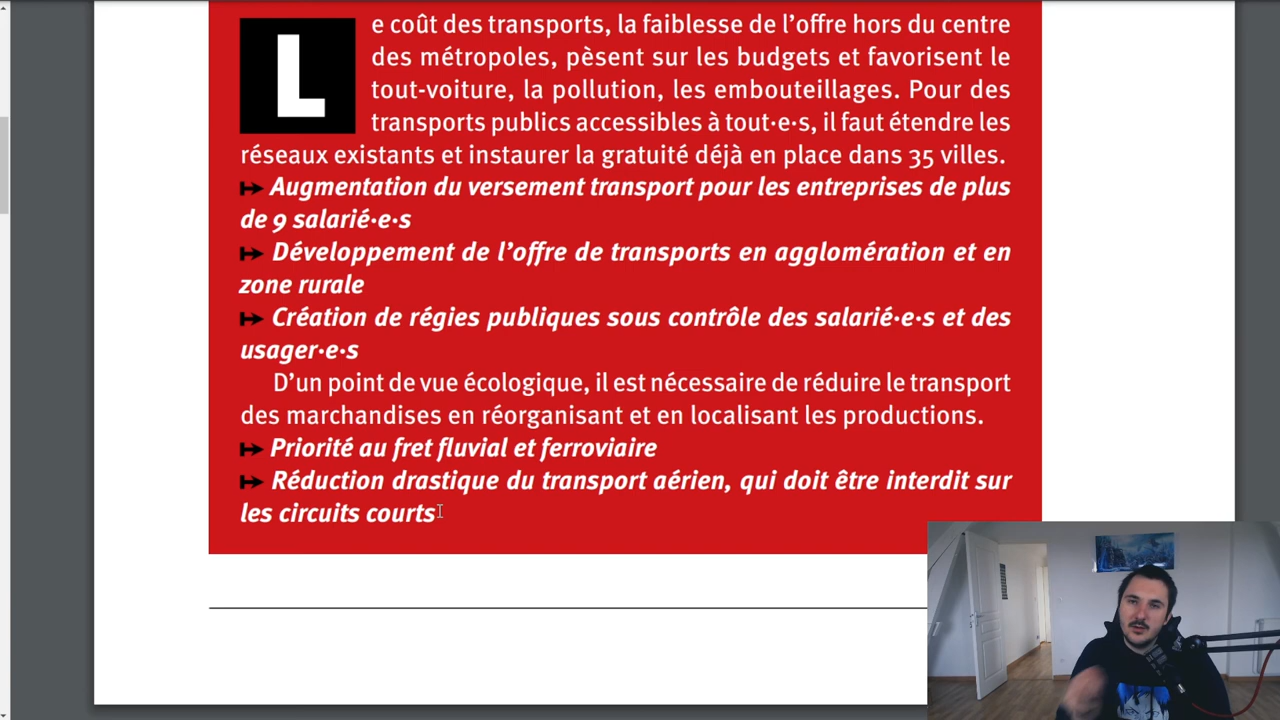 Le coût des transports, la faiblesse de l'offre hors du centre
des métropoles, pèsent sur les budgets et favorisent le
tout-voiture, la pollution, les embouteillages. Pour des
transports publics accessibles à tout·e·s, il faut étendre les
réseaux existants et instaurer la gratuité déjà en place dans 35 villes.
↦ Augmentation du versement transport pour les entreprises de plus
de 9 salarié·e·s
↦ Développement de l'offre de transports en agglomération et en
zone rurale
↦ Création de régies publiques sous contrôle des salarié·e·s et des
usager·e·s
D'un point de vue écologique, il est nécessaire de réduire le transport
des marchandises en réorganisant et en localisant les productions.
↦ Priorité au fret fluvial et ferroviaire
↦ Réduction drastique du transport aérien, qui doit être interdit sur
les circuits courts